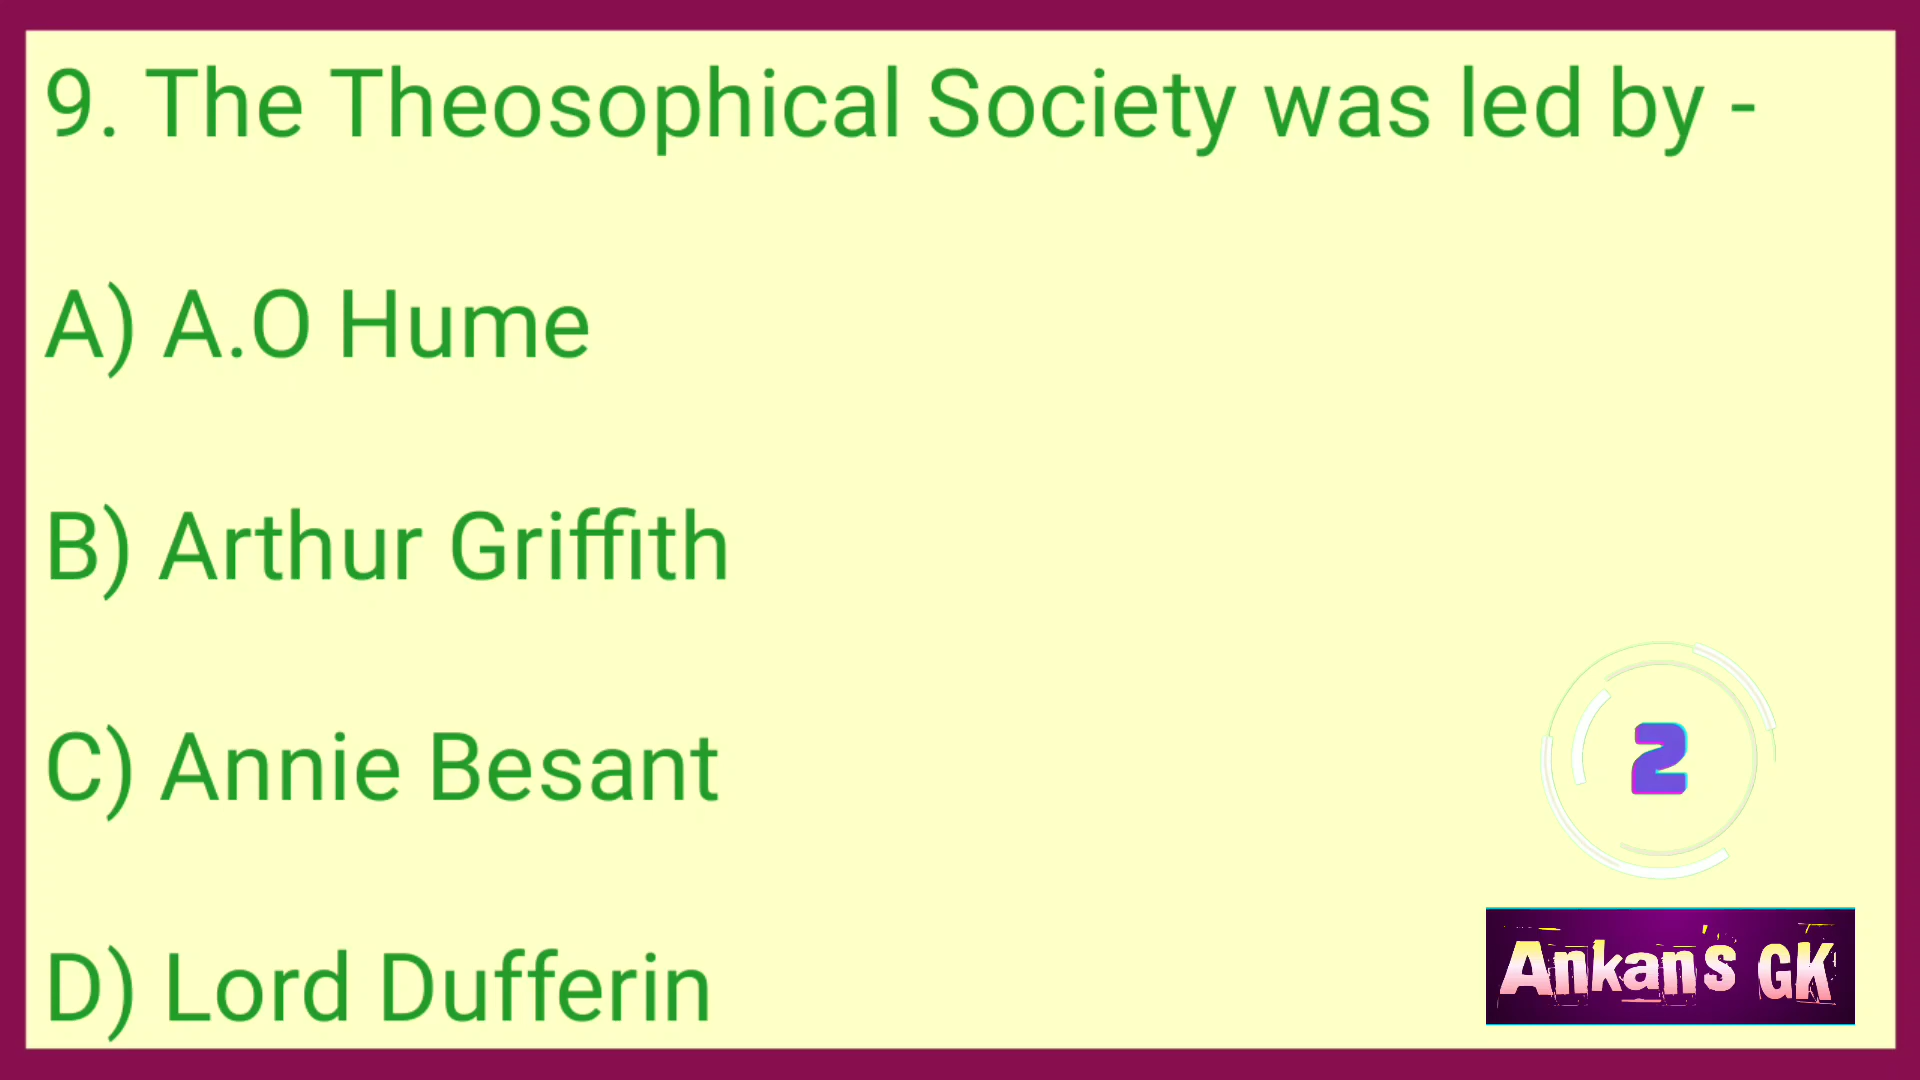 9. The Theosophical Society was led by -
A) A.O Hume
B) Arthur Griffith
C) Annie Besant
2
D) Lord Dufferin
Ankan's GK